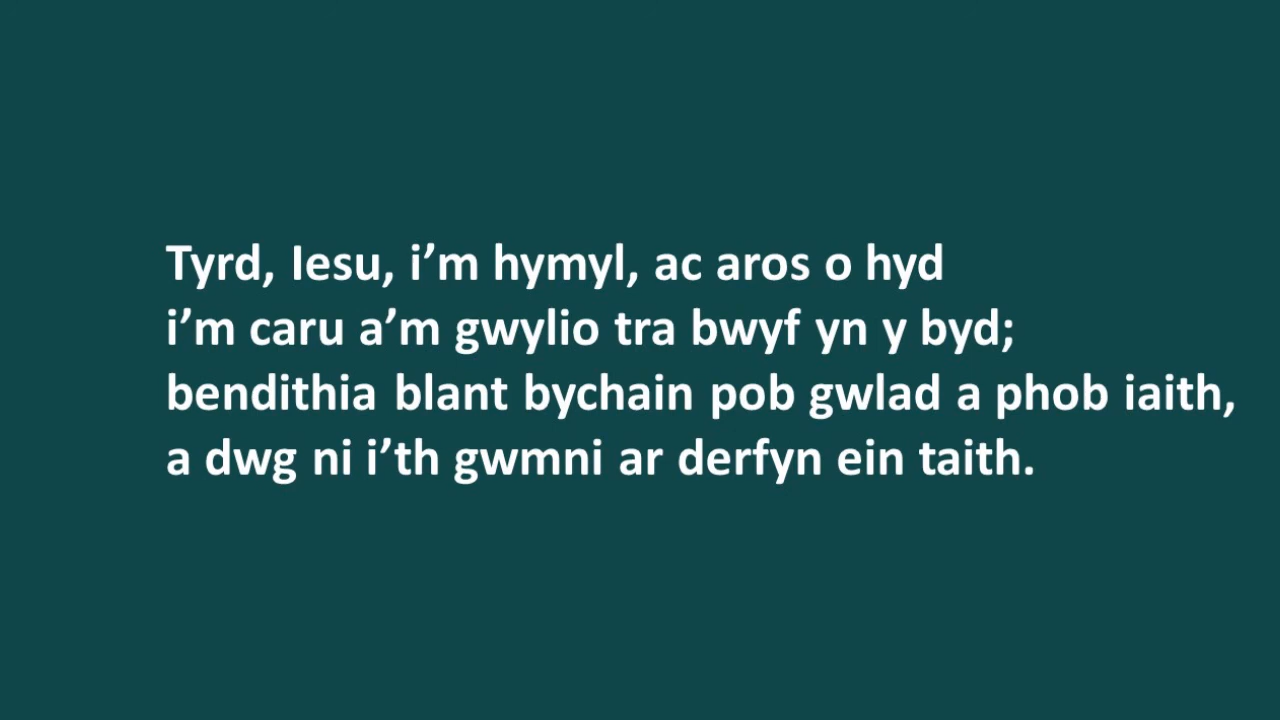 Tyrd, Iesu, i’m hymyl, ac aros o hyd
i’m caru a’m gwylio tra bwyf yn y byd;
bendithia blant bychain pob gwlad a phob iaith,
a dwg ni i’th gwmni ar derfyn ein taith.